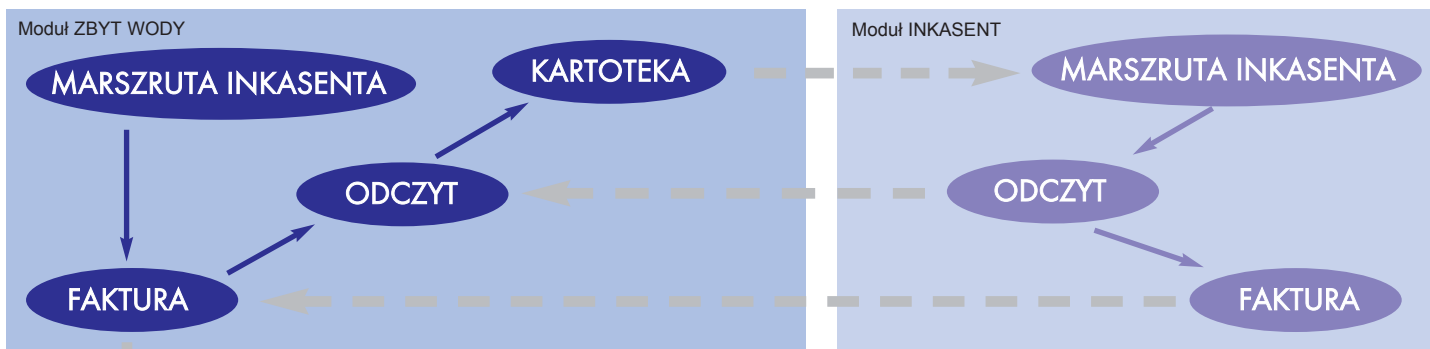 Moduł ZBYT WODY
MARSZRUTA INKASENTA
KARTOTEKA
ODCZYT
FAKTURA
Moduł INKASENT
MARSZRUTA INKASENTA
ODCZYT
FAKTURA